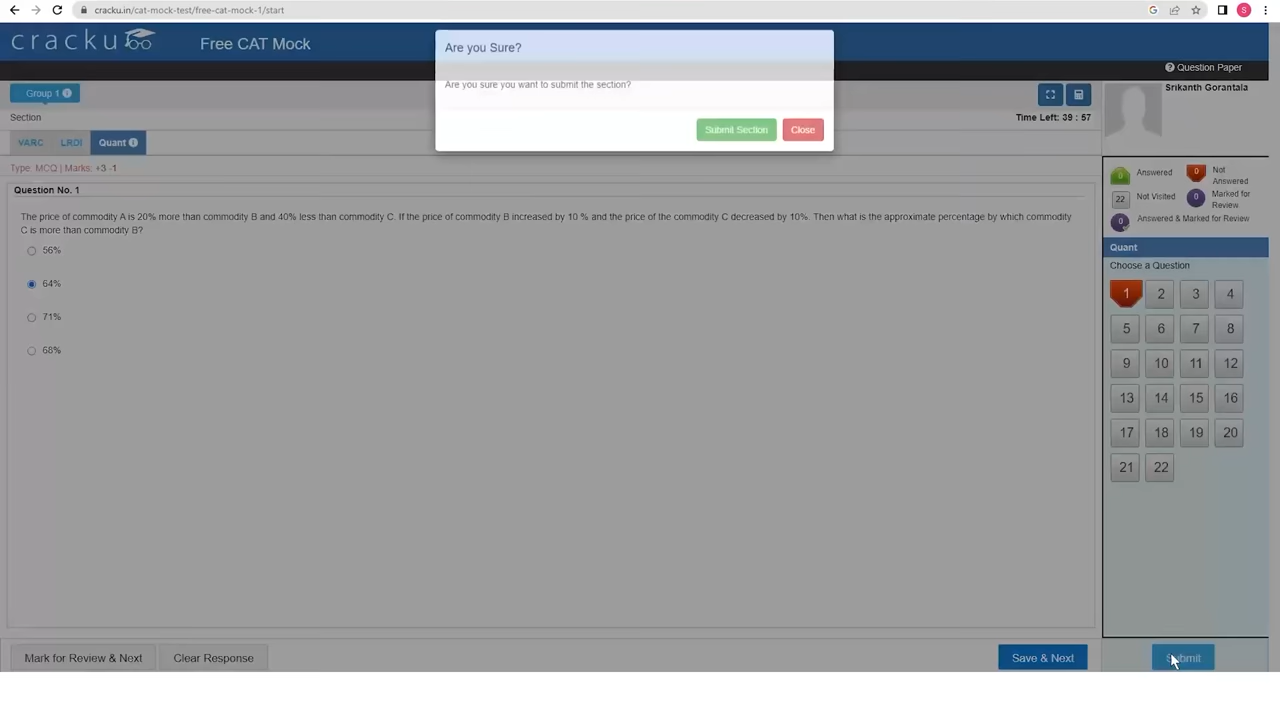 cracku.in/cat-mock-test/free-cat-mock-1/start
S
cracku
Free CAT Mock
Are you Sure?
Are you sure you want to submit the section?
Submit Section
Close
Question Paper
Group 1
Srikanth Gorantala
Section
Time Left: 39 : 57
VARC
LRDI
Quant
Type: MCQ | Marks: +3 -1
Question No. 1
The price of commodity A is 20% more than commodity B and 40% less than commodity C. If the price of commodity B increased by 10 % and the price of the commodity C decreased by 10%. Then what is the approximate percentage by which commodity
C is more than commodity B?
56%
64%
71%
68%
0 Answered
0 Not
Answered
22 Not Visited
0 Marked for
Review
0 Answered & Marked for Review
Quant
Choose a Question
1 2 3 4
5 6 7 8
9 10 11 12
13 14 15 16
17 18 19 20
21 22
Mark for Review & Next
Clear Response
Save & Next
Submit